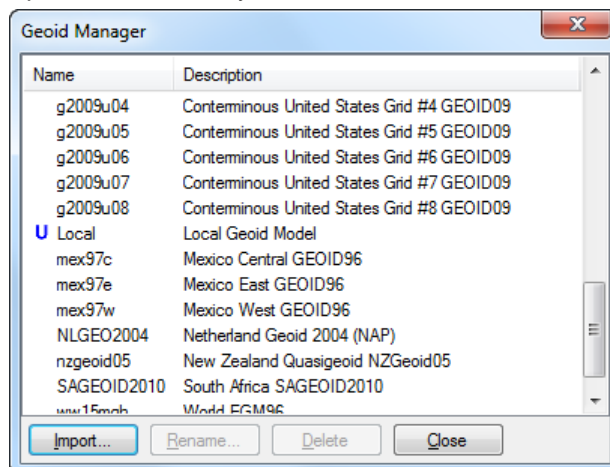 Geoid Manager
Name Description
g2009u04 Conterminous United States Grid #4 GEOID09
g2009u05 Conterminous United States Grid #5 GEOID09
g2009u06 Conterminous United States Grid #6 GEOID09
g2009u07 Conterminous United States Grid #7 GEOID09
g2009u08 Conterminous United States Grid #8 GEOID09
U Local Local Geoid Model
mex97c Mexico Central GEOID96
mex97e Mexico East GEOID96
mex97w Mexico West GEOID96
NLGEO2004 Netherland Geoid 2004 (NAP)
nzgeoid05 New Zealand Quasigeoid NZGeoid05
SAGEOID2010 South Africa SAGEOID2010
ww15mgh World EGM96
Import... Rename... Delete Close